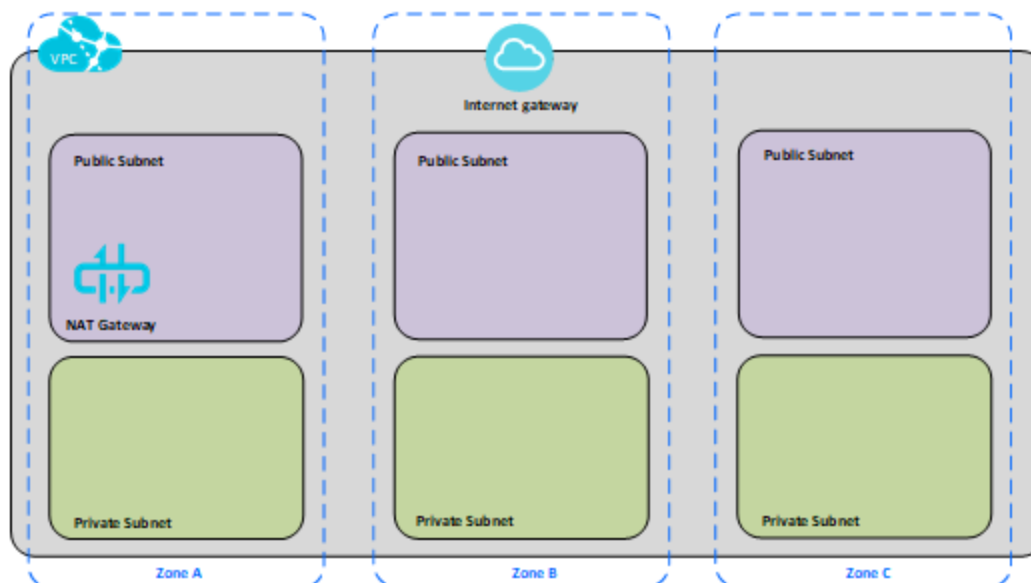 VPC
Internet gateway
Public Subnet
Public Subnet
Public Subnet
NAT Gateway
Private Subnet
Private Subnet
Private Subnet
Zone A
Zone B
Zone C